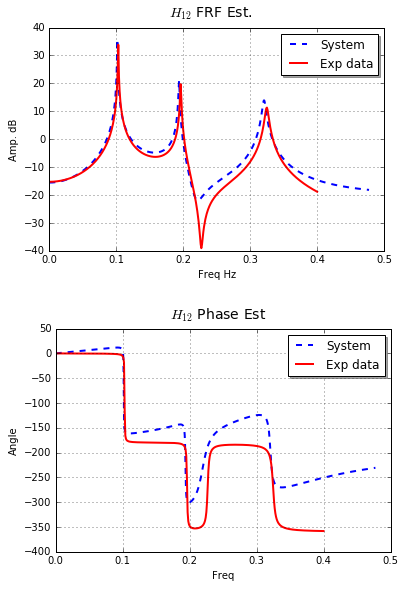 H12 FRF Est.
System
Exp data
Amp. dB
40
30
20
10
0
−10
−20
−30
−40
0.0 0.1 0.2 0.3 0.4 0.5
Freq Hz
H12 Phase Est
System
Exp data
Angle
50
0
−50
−100
−150
−200
−250
−300
−350
−400
0.0 0.1 0.2 0.3 0.4 0.5
Freq